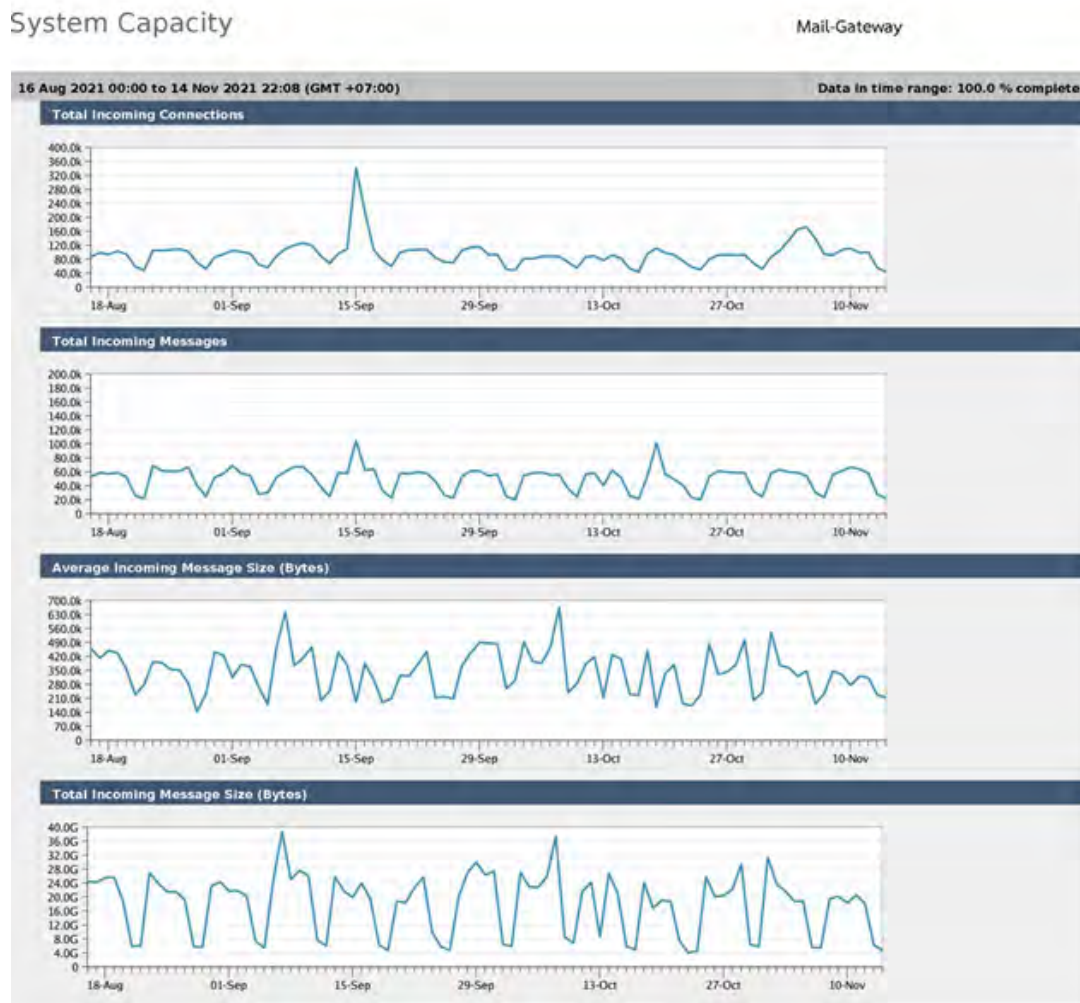 System Capacity
Mail-Gateway
16 Aug 2021 00:00 to 14 Nov 2021 22:08 (GMT +07:00)
Data in time range: 100.0 % complete
Total Incoming Connections
400.0k
360.0k
320.0k
280.0k
240.0k
200.0k
160.0k
120.0k
80.0k
40.0k
0
18-Aug 01-Sep 15-Sep 29-Sep 13-Oct 27-Oct 10-Nov
Total Incoming Messages
200.0k
180.0k
160.0k
140.0k
120.0k
100.0k
80.0k
60.0k
40.0k
20.0k
0
18-Aug 01-Sep 15-Sep 29-Sep 13-Oct 27-Oct 10-Nov
Average Incoming Message Size (Bytes)
700.0k
630.0k
560.0k
490.0k
420.0k
350.0k
280.0k
210.0k
140.0k
70.0k
0
18-Aug 01-Sep 15-Sep 29-Sep 13-Oct 27-Oct 10-Nov
Total Incoming Message Size (Bytes)
40.0G
36.0G
32.0G
28.0G
24.0G
20.0G
16.0G
12.0G
8.0G
4.0G
0
18-Aug 01-Sep 15-Sep 29-Sep 13-Oct 27-Oct 10-Nov